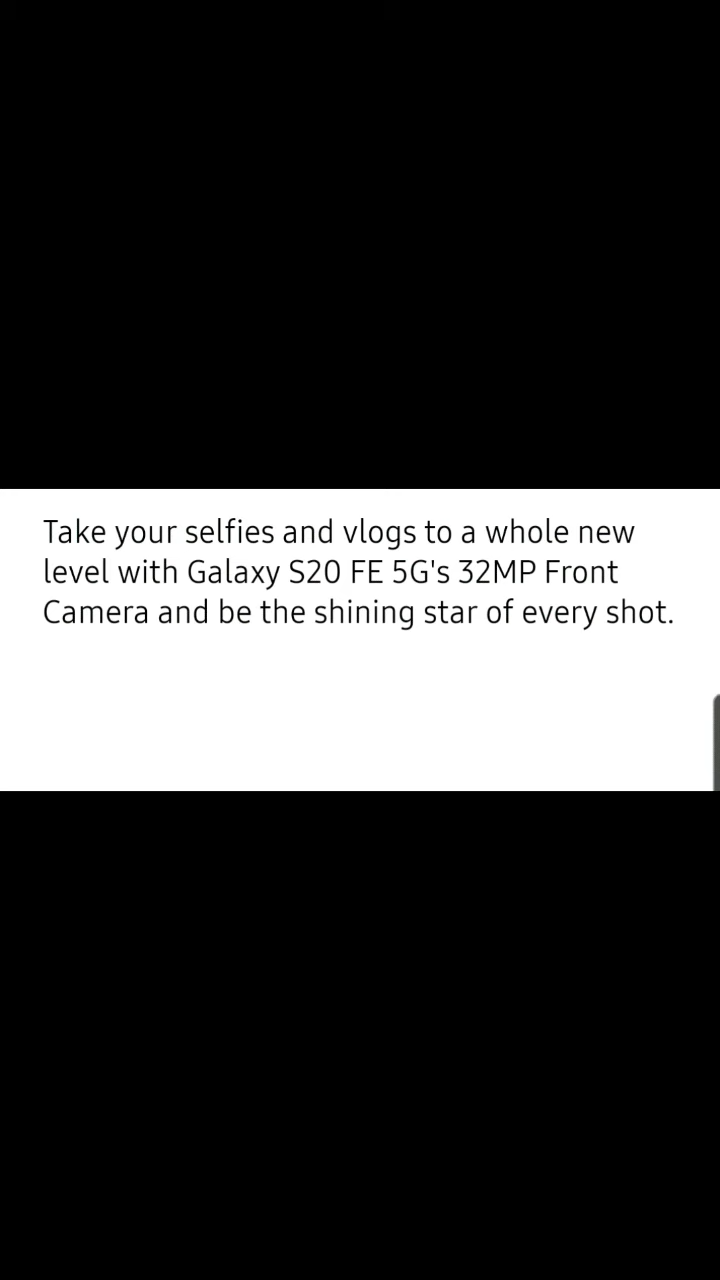 Take your selfies and vlogs to a whole new
level with Galaxy S20 FE 5G's 32MP Front
Camera and be the shining star of every shot.